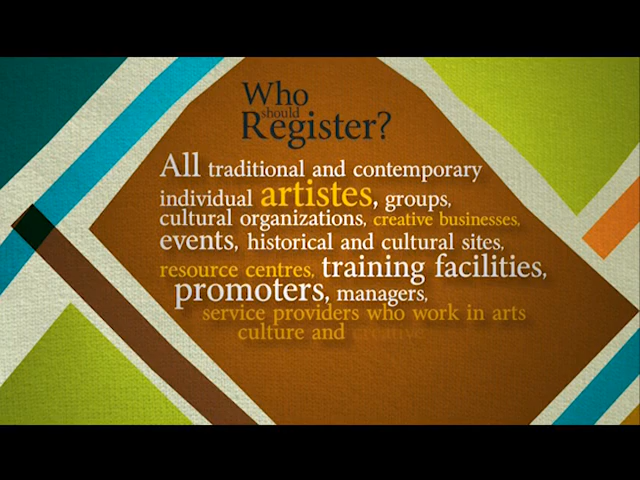 Who
should
Register?
All traditional and contemporary
individual artistes, groups,
cultural organizations, creative businesses,
events, historical and cultural sites,
resource centres, training facilities,
promoters, managers,
service providers who work in arts
culture and creative